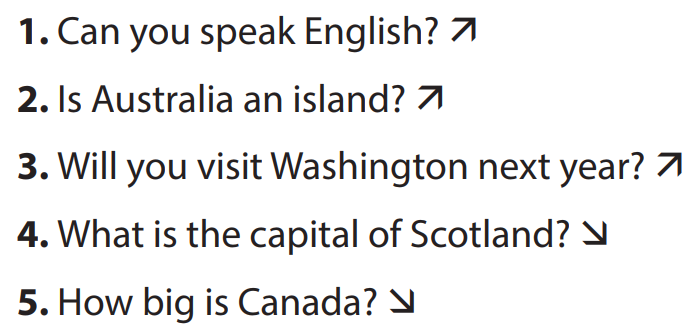 1. Can you speak English? ↗
2. Is Australia an island? ↗
3. Will you visit Washington next year? ↗
4. What is the capital of Scotland? ↘
5. How big is Canada? ↘